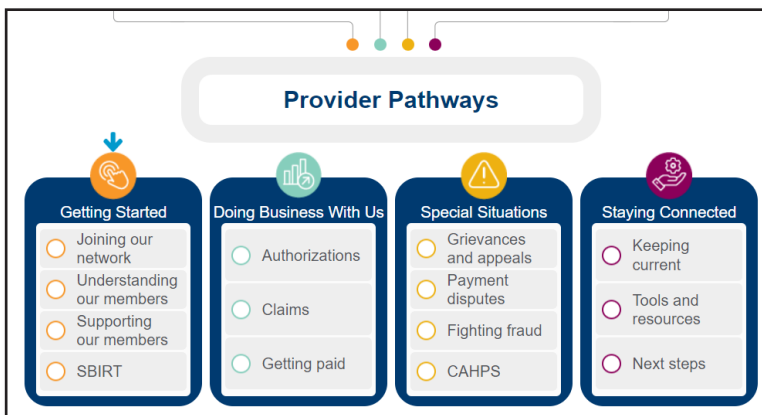 Provider Pathways
Getting Started
Joining our
network
Understanding
our members
Supporting
our members
SBIRT
Doing Business With Us
Authorizations
Claims
Getting paid
Special Situations
Grievances
and appeals
Payment
disputes
Fighting fraud
CAHPS
Staying Connected
Keeping
current
Tools and
resources
Next steps